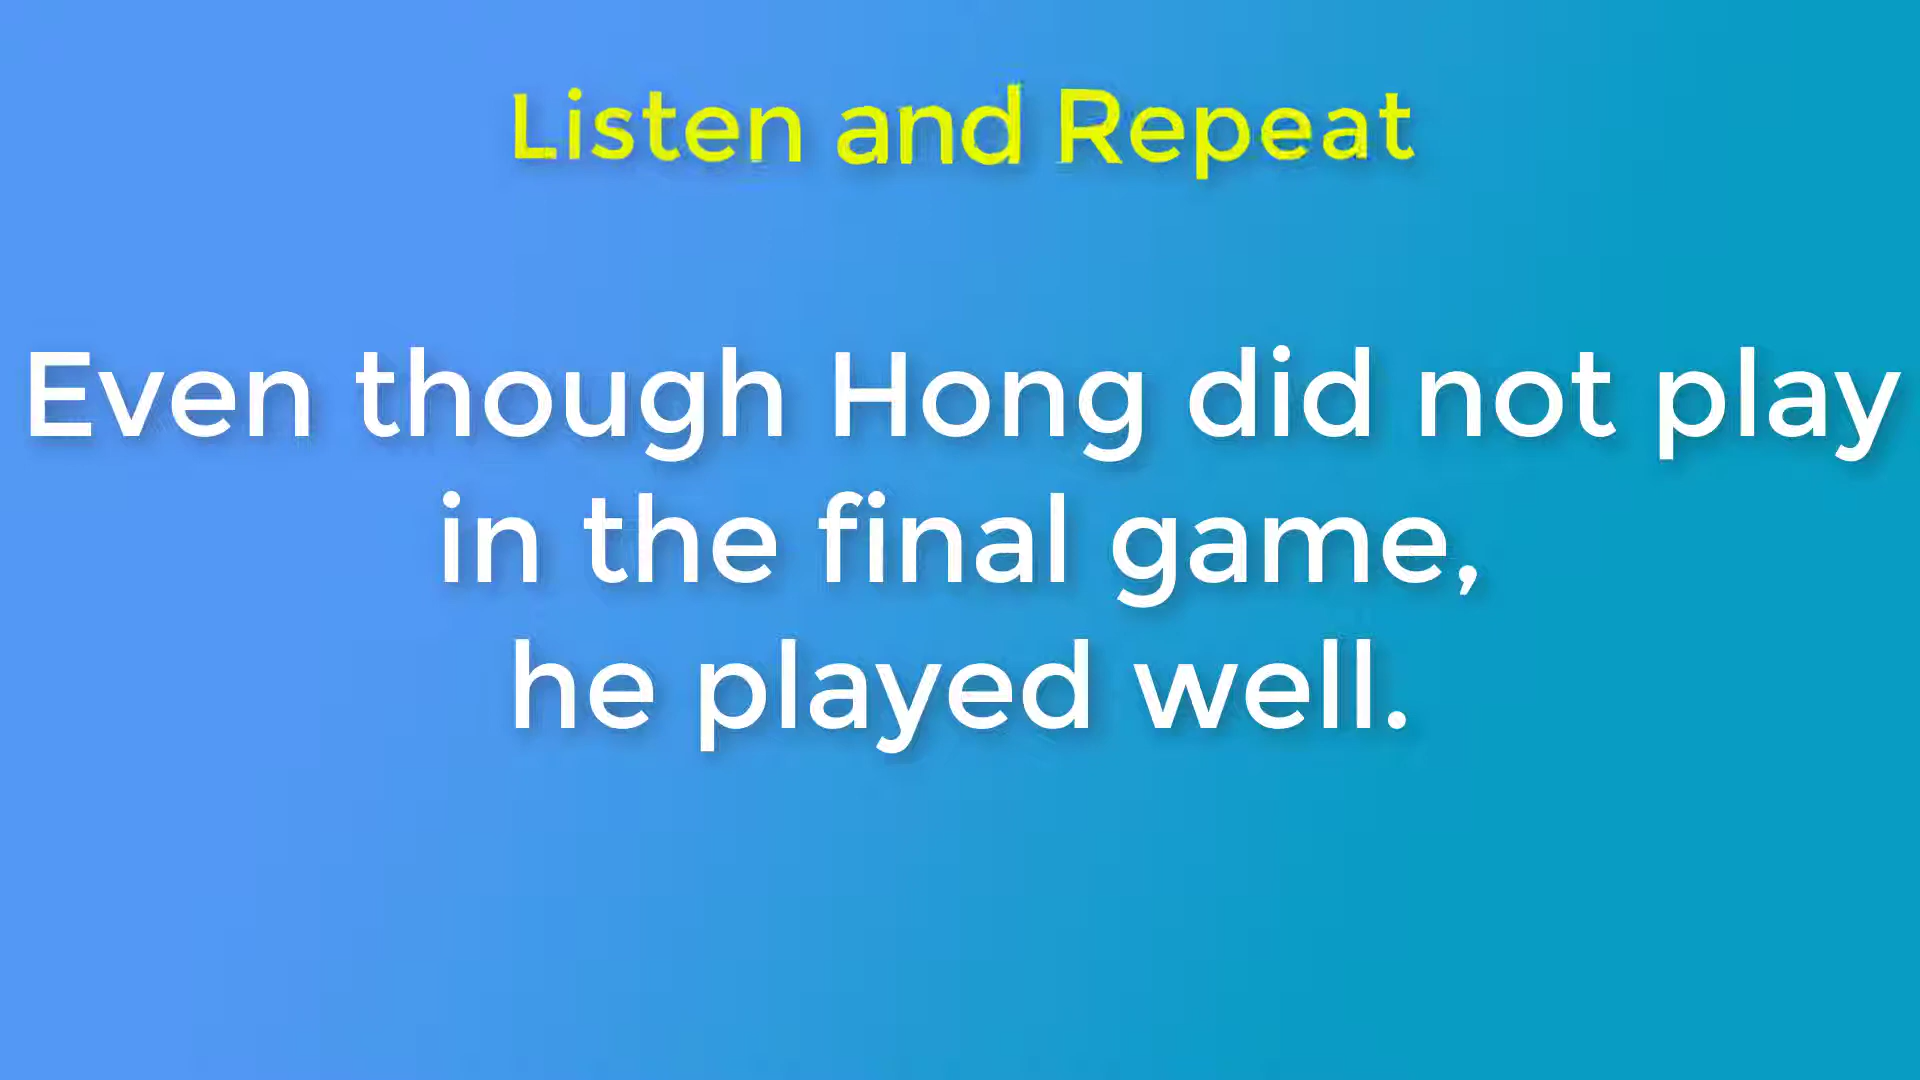 Listen and Repeat
Even though Hong did not play
in the final game,
he played well.